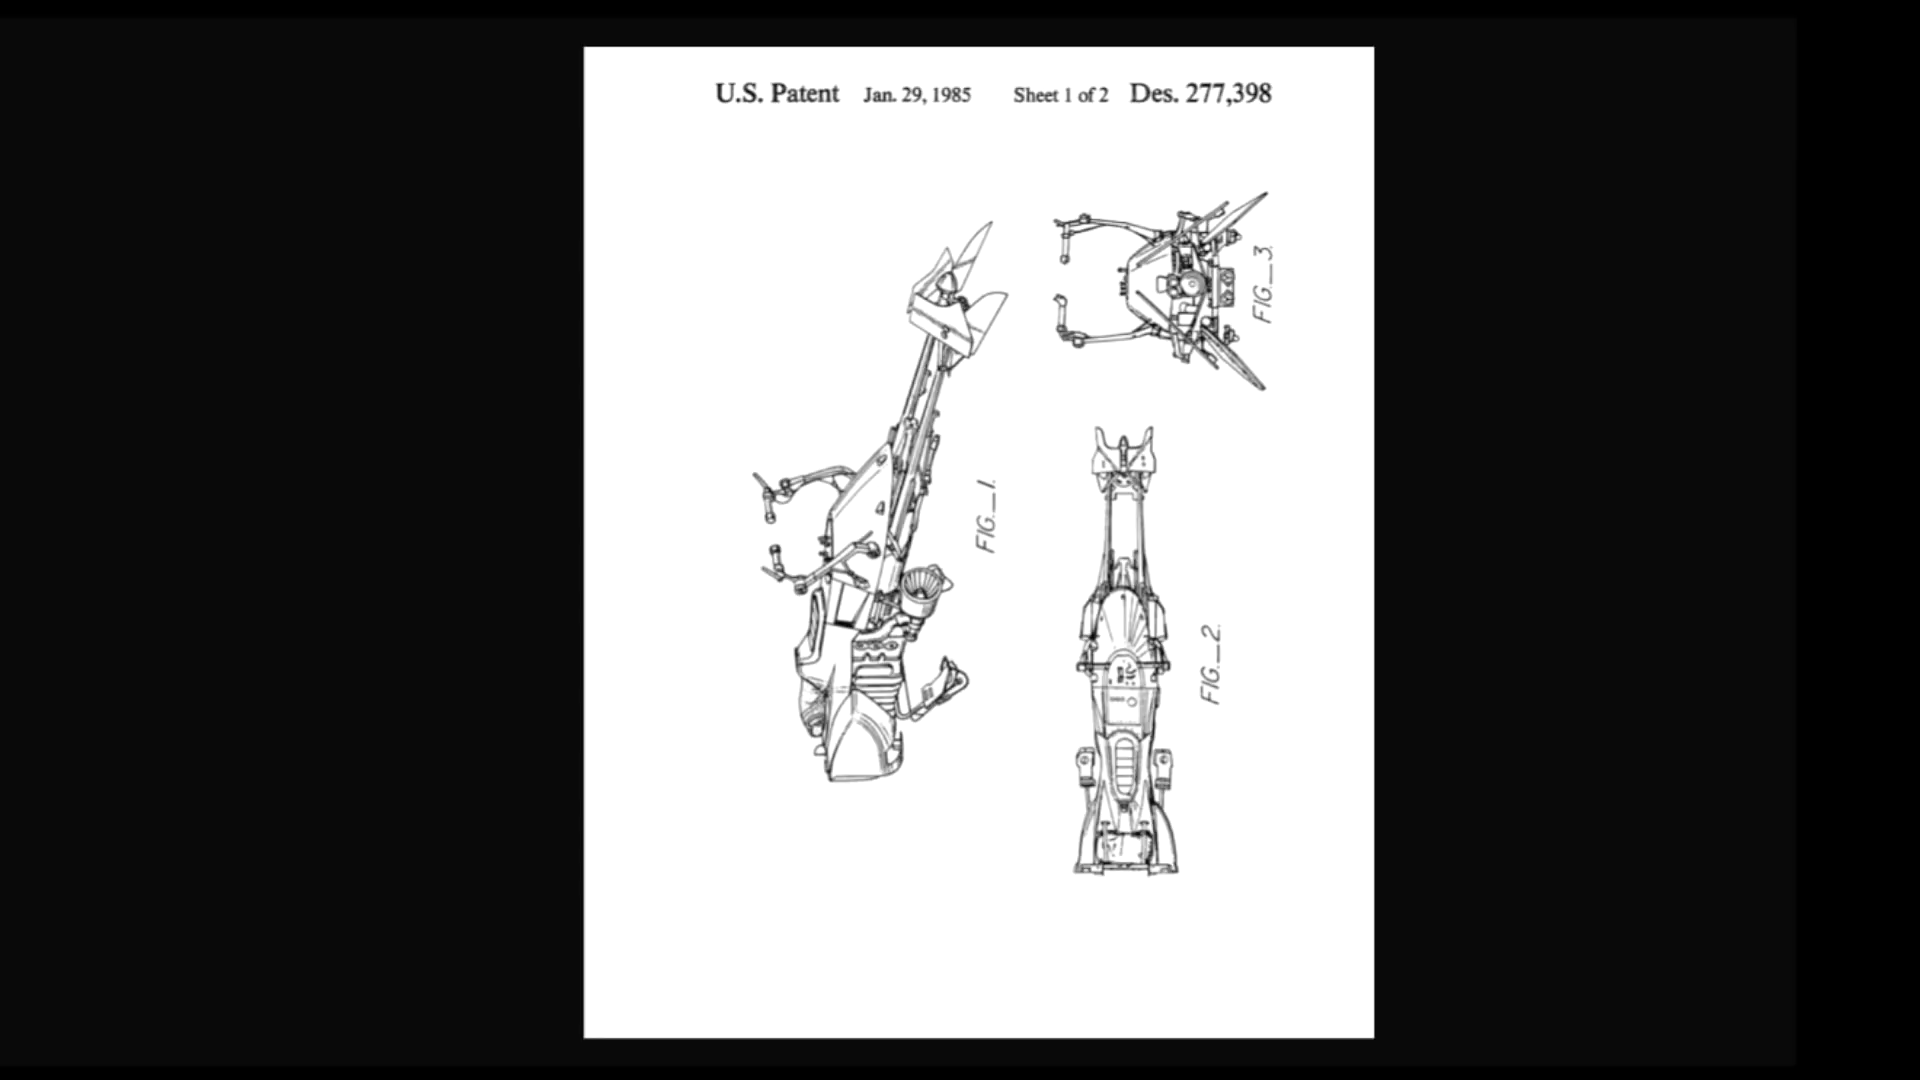 U.S. Patent Jan. 29, 1985 Sheet 1 of 2 Des. 277,398
FIG._3.
FIG._1.
FIG._2.